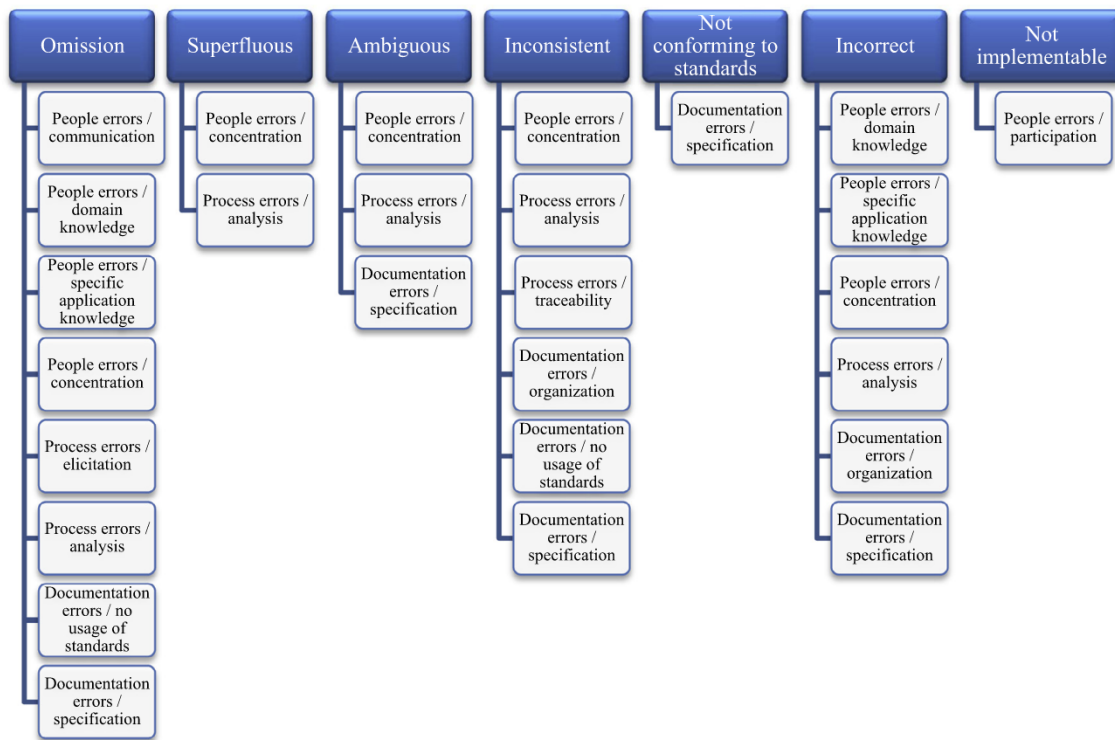 Omission
People errors /
communication
People errors /
domain
knowledge
People errors /
specific
application
knowledge
People errors /
concentration
Process errors /
elicitation
Process errors /
analysis
Documentation
errors / no
usage of
standards
Documentation
errors /
specification
Superfluous
People errors /
concentration
Process errors /
analysis
Ambiguous
People errors /
concentration
Process errors /
analysis
Documentation
errors /
specification
Inconsistent
People errors /
concentration
Process errors /
analysis
Process errors /
traceability
Documentation
errors /
organization
Documentation
errors / no
usage of
standards
Documentation
errors /
specification
Not
conforming to
standards
Documentation
errors /
specification
Incorrect
People errors /
domain
knowledge
People errors /
specific
application
knowledge
People errors /
concentration
Process errors /
analysis
Documentation
errors /
organization
Documentation
errors /
specification
Not
implementable
People errors /
participation